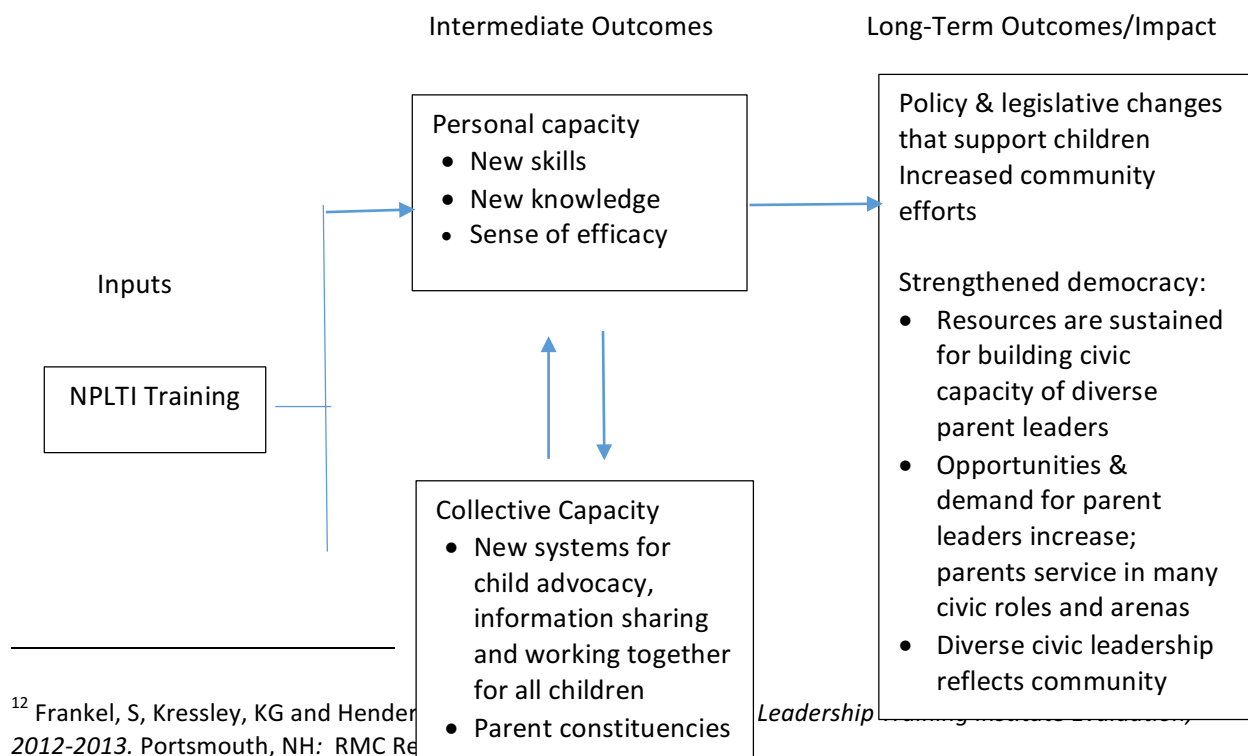 Intermediate Outcomes
Long-Term Outcomes/Impact
Inputs
NPLTI Training
Personal capacity
• New skills
• New knowledge
• Sense of efficacy
Collective Capacity
• New systems for
child advocacy,
information sharing
and working together
for all children
• Parent constituencies
Policy & legislative changes
that support children
Increased community
efforts
Strengthened democracy:
• Resources are sustained
for building civic
capacity of diverse
parent leaders
• Opportunities &
demand for parent
leaders increase;
parents service in many
civic roles and arenas
• Diverse civic leadership
reflects community
12 Frankel, S, Kressley, KG and Hender Leadership
2012-2013. Portsmouth, NH: RMC Re